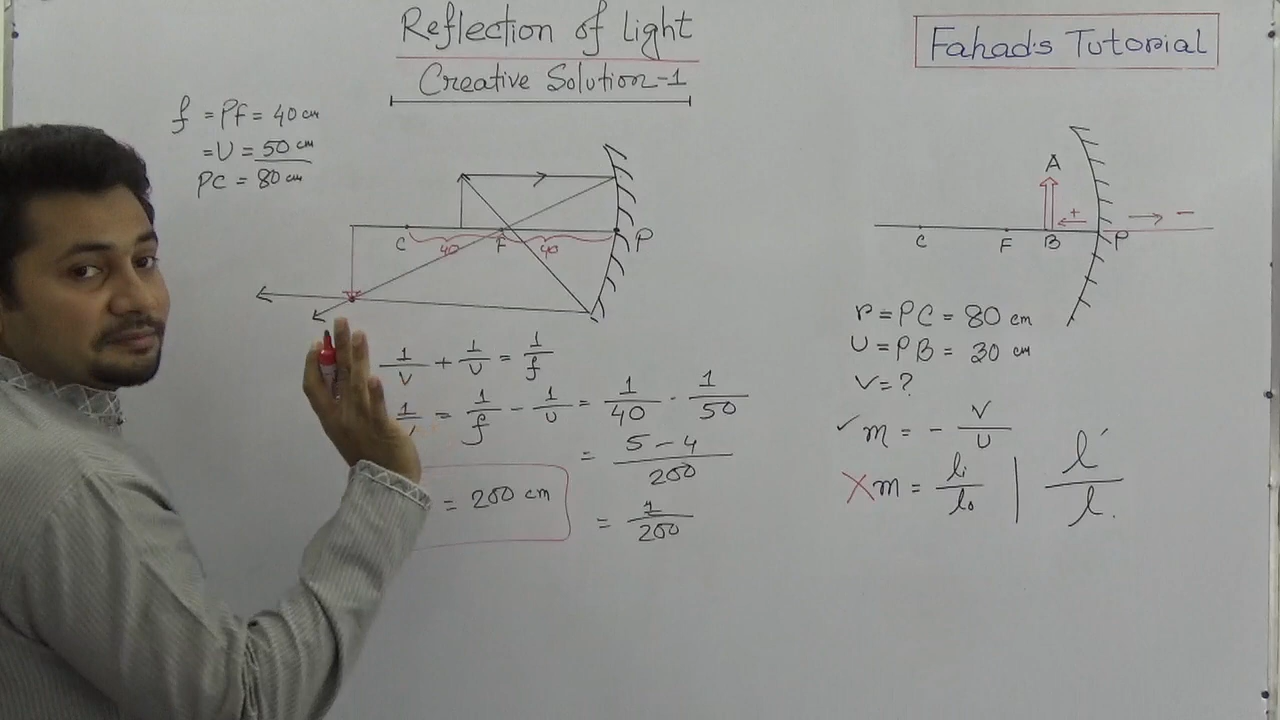 Reflection of Light
Creative Solution-1
Fahad's Tutorial
f = PF = 40 cm
= U = 50 cm
PC = 80 cm
C 40 F 40 P
1/V + 1/U = 1/f
1/ = 1/f - 1/U = 1/40 - 1/50
= 5-4/200
= 200 cm
= 1/200
A
+ -
C F B P
r = PC = 80 cm
U = PB = 30 cm
V = ?
✓ m = - V/U
X m = li/lo | l'/l